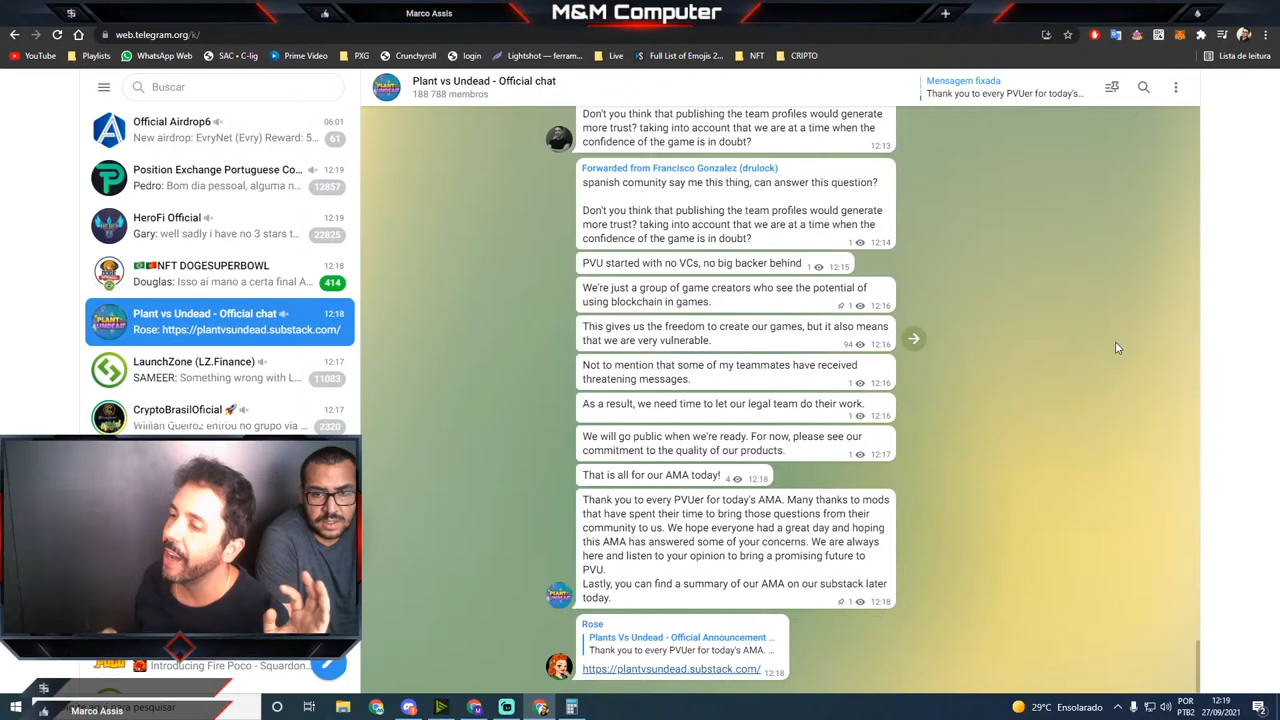 Marco Assis
M&M Computer
web.telegram.org/k/
YouTube
Playlists
WhatsApp Web
SAC • C-lig
Prime Video
PXG
Crunchyroll
login
Lightshot — ferram...
Live
Full List of Emojis 2...
NFT
CRIPTO
Lista de leitura
Buscar
Plant vs Undead - Official chat
188 788 membros
Mensagem fixada
Thank you to every PVUer for today's...
Official Airdrop6
06:01
New airdrop: EvryNet (Evry) Reward: 5...
61
Position Exchange Portuguese Co...
12:19
Pedro: Bom dia pessoal, alguma n...
12857
HeroFi Official
12:19
Gary: well sadly i have no 3 stars t...
22825
NFT DOGESUPERBOWL
12:18
Douglas: Isso aí mano a certa final A...
414
Plant vs Undead - Official chat
12:18
Rose: https://plantvsundead.substack.com/
LaunchZone (LZ.Finance)
12:17
SAMEER: Something wrong with L...
11083
CryptoBrasilOficial 🚀
12:17
Willian Queiroz entrou no grupo via ...
2320
Introducing Fire Poco - Squardon...
Don't you think that publishing the team profiles would generate
more trust? taking into account that we are at a time when the
confidence of the game is in doubt?
12:13
Forwarded from Francisco Gonzalez (drulock)
spanish comunity say me this thing, can answer this question?
Don't you think that publishing the team profiles would generate
more trust? taking into account that we are at a time when the
confidence of the game is in doubt?
1 12:14
PVU started with no VCs, no big backer behind
1 12:15
We're just a group of game creators who see the potential of
using blockchain in games.
1 12:16
This gives us the freedom to create our games, but it also means
that we are very vulnerable.
94 12:16
Not to mention that some of my teammates have received
threatening messages.
1 12:16
As a result, we need time to let our legal team do their work.
1 12:16
We will go public when we're ready. For now, please see our
commitment to the quality of our products.
1 12:17
That is all for our AMA today!
4 12:18
Thank you to every PVUer for today's AMA. Many thanks to mods
that have spent their time to bring those questions from their
community to us. We hope everyone had a great day and hoping
this AMA has answered some of your concerns. We are always
here and listen to your opinion to bring a promising future to
PVU.
Lastly, you can find a summary of our AMA on our substack later
today.
1 12:18
Rose
Plants Vs Undead - Official Announcement ...
Thank you to every PVUer for today's AMA. ...
https://plantvsundead.substack.com/
12:18
te aqui para pesquisar
Marco Assis
29°C Ensolarado
POR
PTB2
12:19
27/09/2021
2